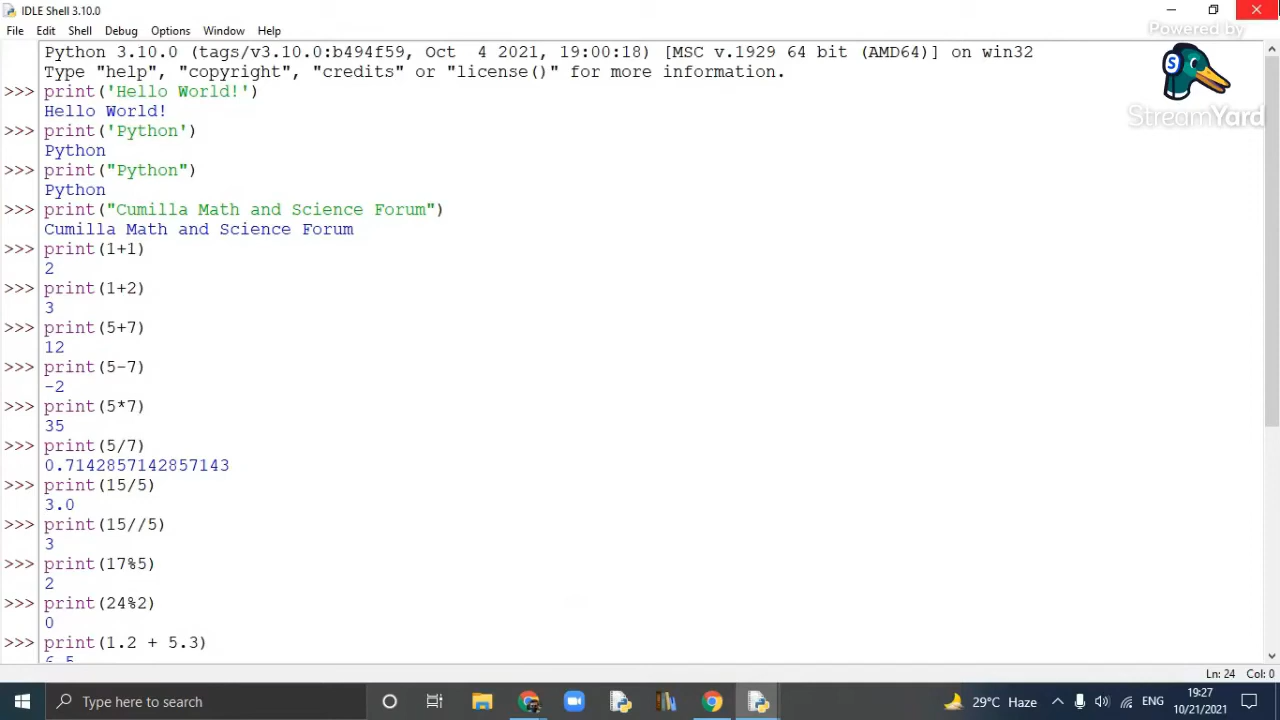 IDLE Shell 3.10.0
File Edit Shell Debug Options Window Help
Powered by
StreamYard
Python 3.10.0 (tags/v3.10.0:b494f59, Oct  4 2021, 19:00:18) [MSC v.1929 64 bit (AMD64)] on win32
Type "help", "copyright", "credits" or "license()" for more information.
>>> print('Hello World!')
Hello World!
>>> print('Python')
Python
>>> print("Python")
Python
>>> print("Cumilla Math and Science Forum")
Cumilla Math and Science Forum
>>> print(1+1)
2
>>> print(1+2)
3
>>> print(5+7)
12
>>> print(5-7)
-2
>>> print(5*7)
35
>>> print(5/7)
0.7142857142857143
>>> print(15/5)
3.0
>>> print(15//5)
3
>>> print(17%5)
2
>>> print(24%2)
0
>>> print(1.2 + 5.3)
6.5
Ln: 24 Col: 0
Type here to search
29°C Haze
ENG
19:27
10/21/2021